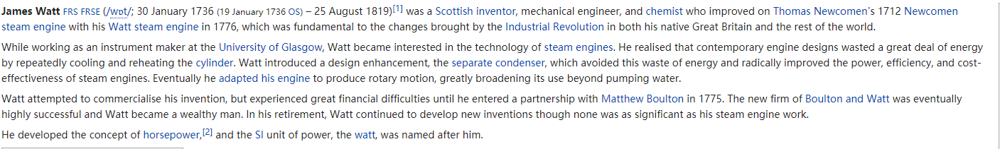 James Watt FRS FRSE (/wɒt/; 30 January 1736 (19 January 1736 OS) – 25 August 1819)[1] was a Scottish inventor, mechanical engineer, and chemist who improved on Thomas Newcomen's 1712 Newcomen
steam engine with his Watt steam engine in 1776, which was fundamental to the changes brought by the Industrial Revolution in both his native Great Britain and the rest of the world.
While working as an instrument maker at the University of Glasgow, Watt became interested in the technology of steam engines. He realised that contemporary engine designs wasted a great deal of energy
by repeatedly cooling and reheating the cylinder. Watt introduced a design enhancement, the separate condenser, which avoided this waste of energy and radically improved the power, efficiency, and cost-
effectiveness of steam engines. Eventually he adapted his engine to produce rotary motion, greatly broadening its use beyond pumping water.
Watt attempted to commercialise his invention, but experienced great financial difficulties until he entered a partnership with Matthew Boulton in 1775. The new firm of Boulton and Watt was eventually
highly successful and Watt became a wealthy man. In his retirement, Watt continued to develop new inventions though none was as significant as his steam engine work.
He developed the concept of horsepower,[2] and the SI unit of power, the watt, was named after him.